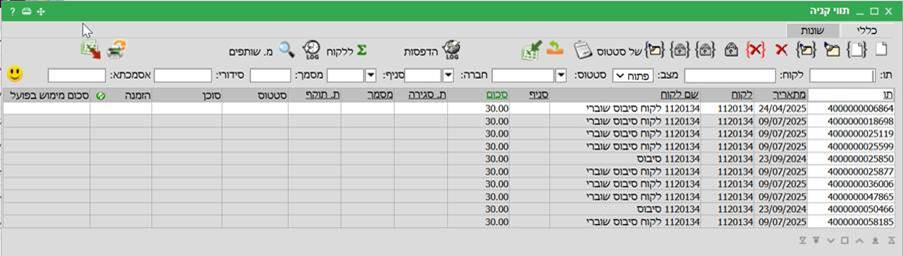 תווי קניה
כללי שונות
של סטטוס הדפסות LOG Σ ללקוח LOG מ. שותפים
תו: לקוח: מצב: פתוח סטטוס: חברה: סניף: מסמך: סידורי: אסמכתא:
תו מתאריך לקוח שם לקוח סניף סכום ת. סגירה מסמך ת. תוקף סטטוס סוכן הזמנה סכום מימוש בפועל
4000000006864 24/04/2025 1120134 1120134 לקוח סיבוס שוברי 30.00
4000000018698 09/07/2025 1120134 1120134 לקוח סיבוס שוברי 30.00
4000000025119 09/07/2025 1120134 1120134 לקוח סיבוס שוברי 30.00
4000000025599 09/07/2025 1120134 1120134 לקוח סיבוס שוברי 30.00
4000000025850 23/09/2024 1120134 1120134 סיבוס 30.00
4000000025877 09/07/2025 1120134 1120134 לקוח סיבוס שוברי 30.00
4000000036006 09/07/2025 1120134 1120134 לקוח סיבוס שוברי 30.00
4000000047865 09/07/2025 1120134 1120134 לקוח סיבוס שוברי 30.00
4000000050466 23/09/2024 1120134 1120134 סיבוס 30.00
4000000058185 09/07/2025 1120134 1120134 לקוח סיבוס שוברי 30.00